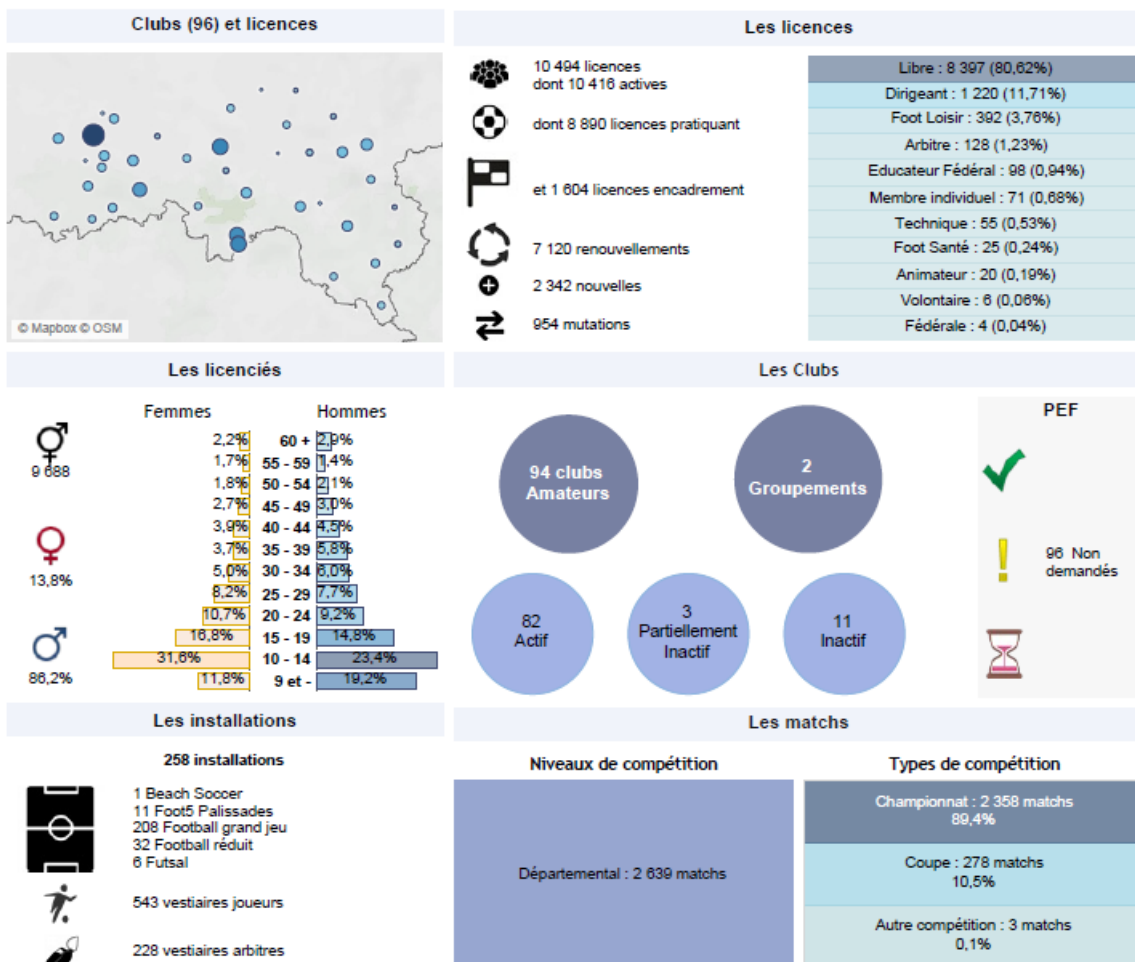 Clubs (96) et licences
© Mapbox © OSM
Les licences
10 494 licences
dont 10 416 actives
dont 8 890 licences pratiquant
et 1 604 licences encadrement
7 120 renouvellements
2 342 nouvelles
954 mutations
Libre : 8 397 (80,62%)
Dirigeant : 1 220 (11,71%)
Foot Loisir : 392 (3,76%)
Arbitre : 128 (1,23%)
Educateur Fédéral : 98 (0,94%)
Membre individuel : 71 (0,68%)
Technique : 55 (0,53%)
Foot Santé : 25 (0,24%)
Animateur : 20 (0,19%)
Volontaire : 6 (0,06%)
Fédérale : 4 (0,04%)
Les licenciés
9 688
13,8%
86,2%
Femmes Hommes
2,2% 60 + 2,9%
1,7% 55 - 59 1,4%
1,8% 50 - 54 2,1%
2,7% 45 - 49 3,0%
3,9% 40 - 44 4,5%
3,7% 35 - 39 5,8%
5,0% 30 - 34 6,0%
8,2% 25 - 29 7,7%
10,7% 20 - 24 9,2%
16,8% 15 - 19 14,8%
31,6% 10 - 14 23,4%
11,8% 9 et - 19,2%
Les Clubs
94 clubs
Amateurs
2
Groupements
82
Actif
3
Partiellement
Inactif
11
Inactif
PEF
96 Non
demandés
Les installations
258 installations
1 Beach Soccer
11 Foot5 Palissades
208 Football grand jeu
32 Football réduit
6 Futsal
543 vestiaires joueurs
228 vestiaires arbitres
Les matchs
Niveaux de compétition
Départemental : 2 639 matchs
Types de compétition
Championnat : 2 358 matchs
89,4%
Coupe : 278 matchs
10,5%
Autre compétition : 3 matchs
0,1%